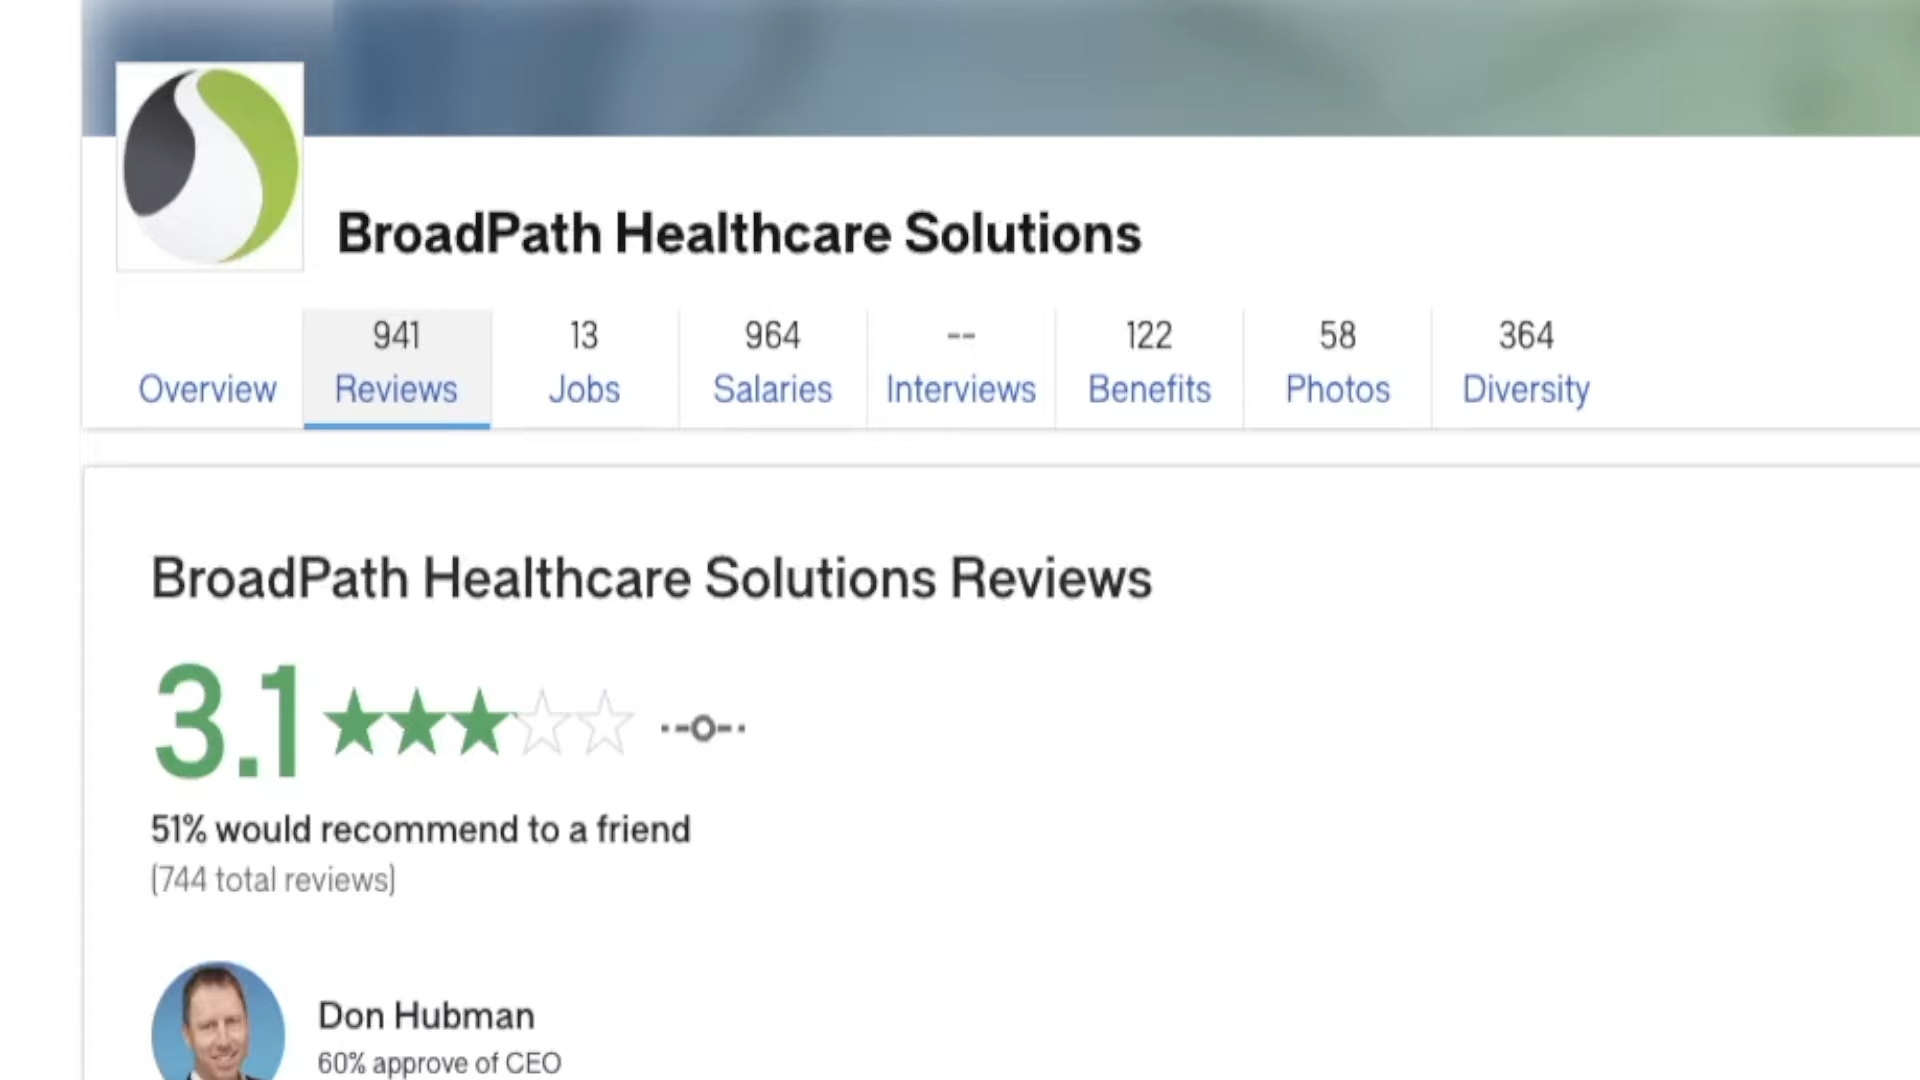 BroadPath Healthcare Solutions
Overview
941 Reviews
13 Jobs
964 Salaries
-- Interviews
122 Benefits
58 Photos
364 Diversity
BroadPath Healthcare Solutions Reviews
3.1
51% would recommend to a friend
(744 total reviews)
Don Hubman
60% approve of CEO